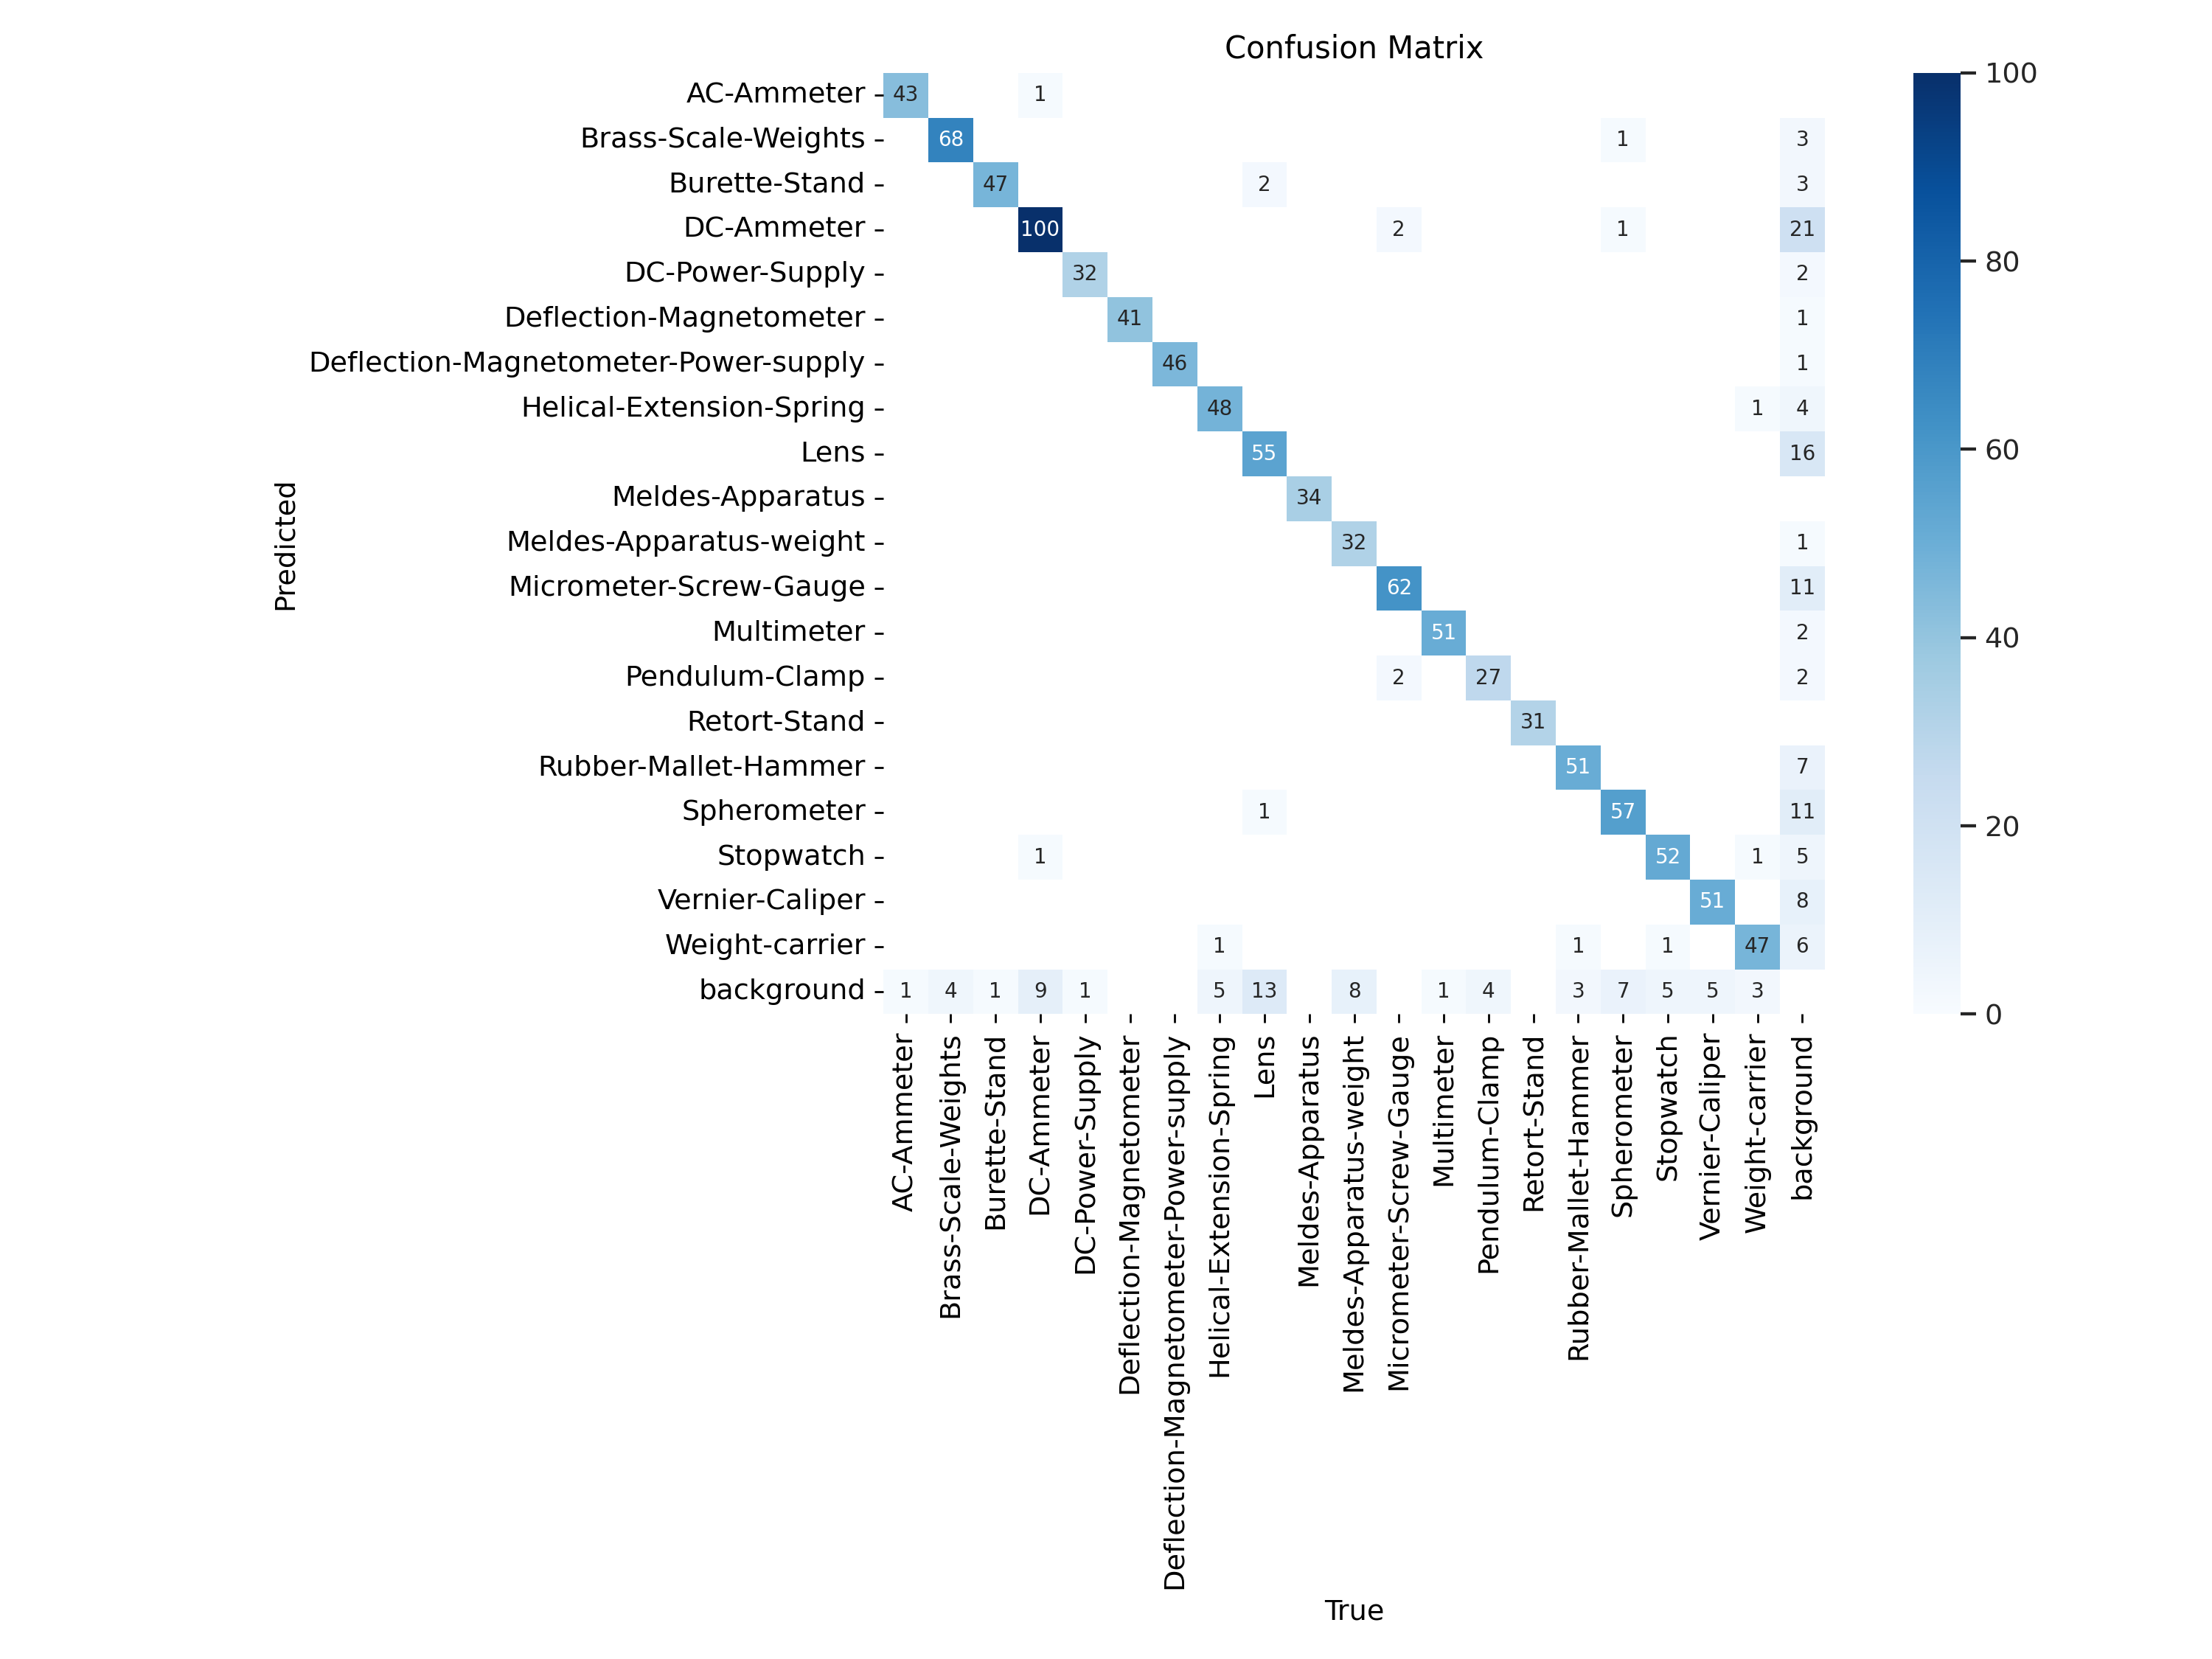 Confusion Matrix
AC-Ammeter 43 1
Brass-Scale-Weights 68 1 3
Burette-Stand 47 2 3
DC-Ammeter 100 2 1 21
DC-Power-Supply 32 2
Deflection-Magnetometer 41 1
Deflection-Magnetometer-Power-supply 46 1
Helical-Extension-Spring 48 1 4
Lens 55 16
Meldes-Apparatus 34
Meldes-Apparatus-weight 32 1
Micrometer-Screw-Gauge 62 11
Multimeter 51 2
Pendulum-Clamp 2 27 2
Retort-Stand 31
Rubber-Mallet-Hammer 51 7
Spherometer 1 57 11
Stopwatch 1 52 1 5
Vernier-Caliper 51 8
Weight-carrier 1 1 1 47 6
background 1 4 1 9 1 5 13 8 1 4 3 7 5 5 3
Predicted
AC-Ammeter
Brass-Scale-Weights
Burette-Stand
DC-Ammeter
DC-Power-Supply
Deflection-Magnetometer
Deflection-Magnetometer-Power-supply
Helical-Extension-Spring
Lens
Meldes-Apparatus
Meldes-Apparatus-weight
Micrometer-Screw-Gauge
Multimeter
Pendulum-Clamp
Retort-Stand
Rubber-Mallet-Hammer
Spherometer
Stopwatch
Vernier-Caliper
Weight-carrier
background
True
100
80
60
40
20
0